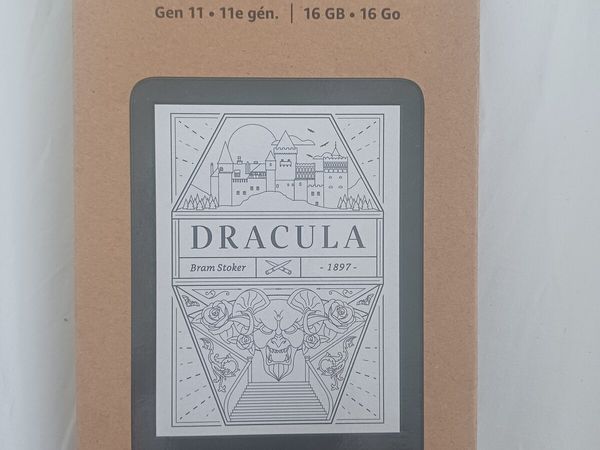 Gen 11 • 11e gén. | 16 GB • 16 Go
DRACULA
Bram Stoker - 1897 -